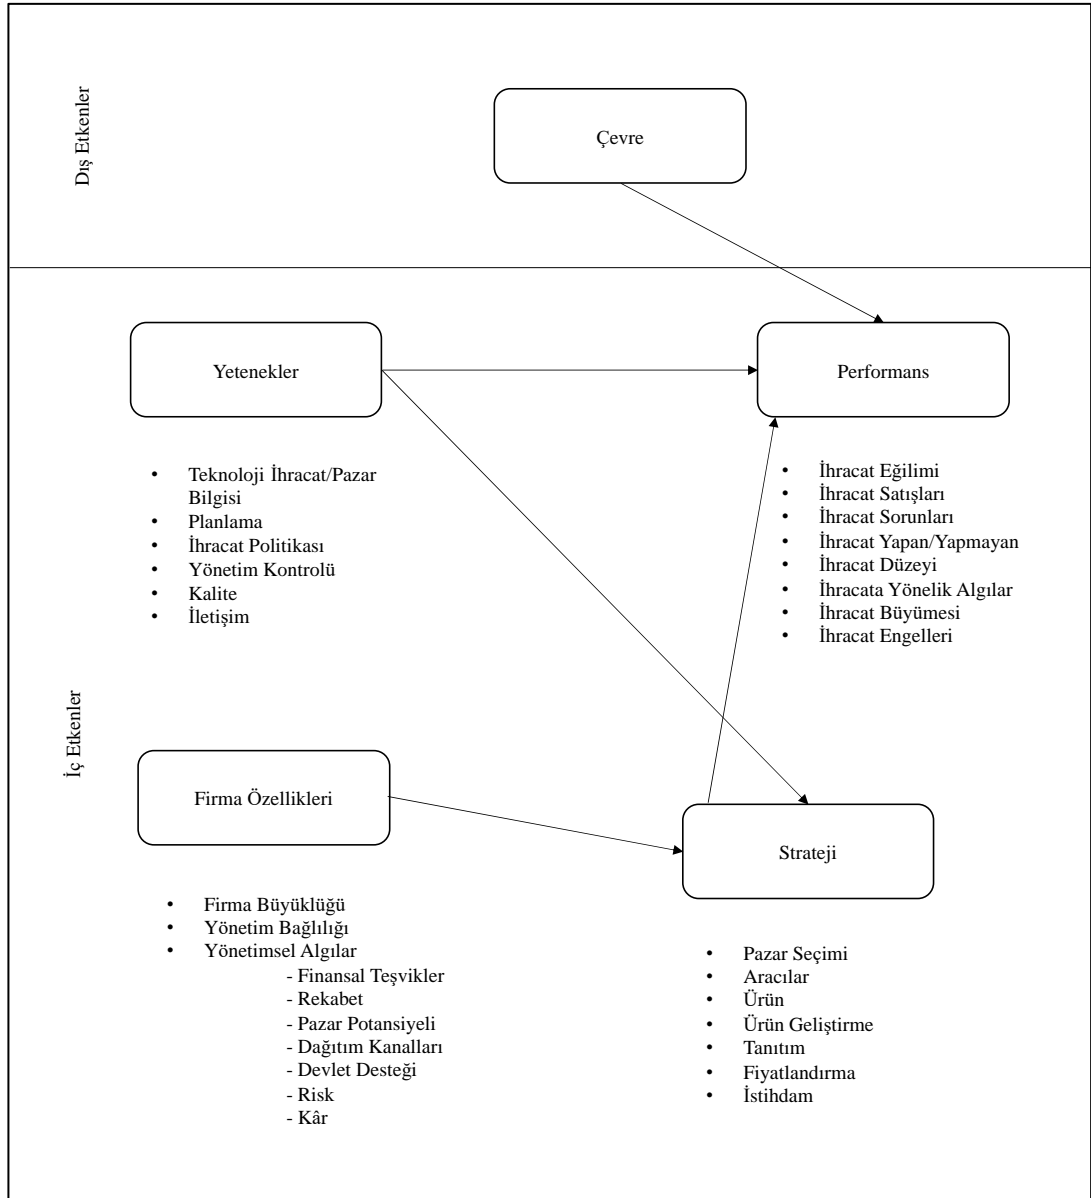 Dış Etkenler
Çevre
İç Etkenler
Yetenekler
• Teknoloji İhracat/Pazar
Bilgisi
• Planlama
• İhracat Politikası
• Yönetim Kontrolü
• Kalite
• İletişim
Performans
• İhracat Eğilimi
• İhracat Satışları
• İhracat Sorunları
• İhracat Yapan/Yapmayan
• İhracat Düzeyi
• İhracata Yönelik Algılar
• İhracat Büyümesi
• İhracat Engelleri
Firma Özellikleri
• Firma Büyüklüğü
• Yönetim Bağlılığı
• Yönetimsel Algılar
- Finansal Teşvikler
- Rekabet
- Pazar Potansiyeli
- Dağıtım Kanalları
- Devlet Desteği
- Risk
- Kâr
Strateji
• Pazar Seçimi
• Aracılar
• Ürün
• Ürün Geliştirme
• Tanıtım
• Fiyatlandırma
• İstihdam